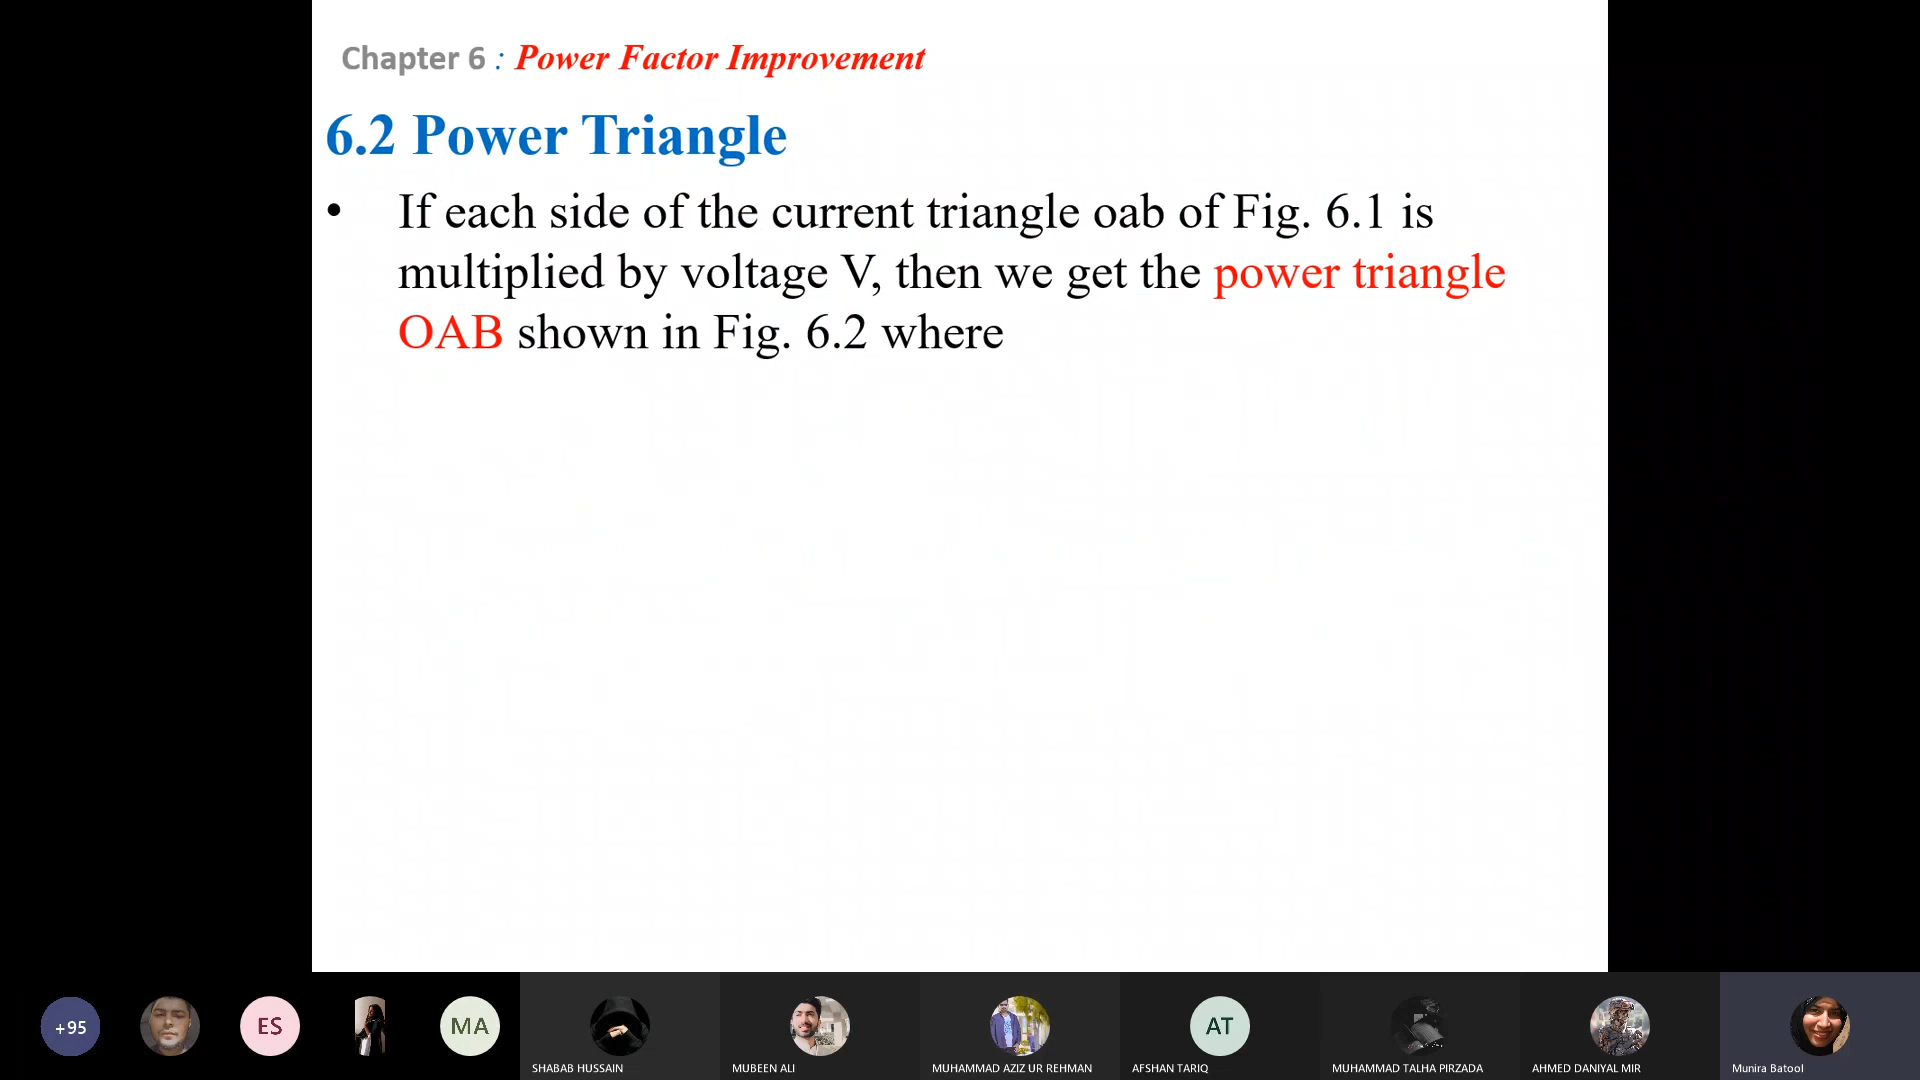 Chapter 6 : Power Factor Improvement
6.2 Power Triangle
• If each side of the current triangle oab of Fig. 6.1 is
multiplied by voltage V, then we get the power triangle
OAB shown in Fig. 6.2 where
+95
ES
MA
AT
SHABAB HUSSAIN
MUBEEN ALI
MUHAMMAD AZIZ UR REHMAN
AFSHAN TARIQ
MUHAMMAD TALHA PIRZADA
AHMED DANIYAL MIR
Munira Batool